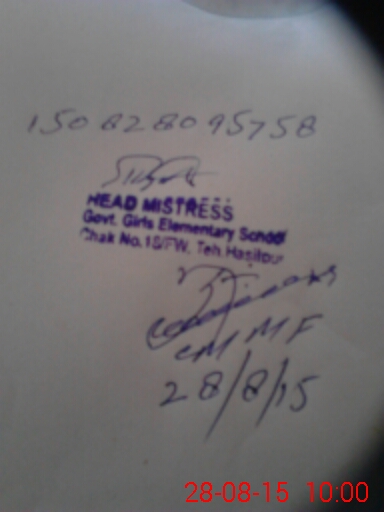 150828095758
HEAD MISTRESS
Govt. Girls Elementary School
Chak No.18/FW, Teh.Hasilpur
CMMF
28/8/15
28-08-15 10:00